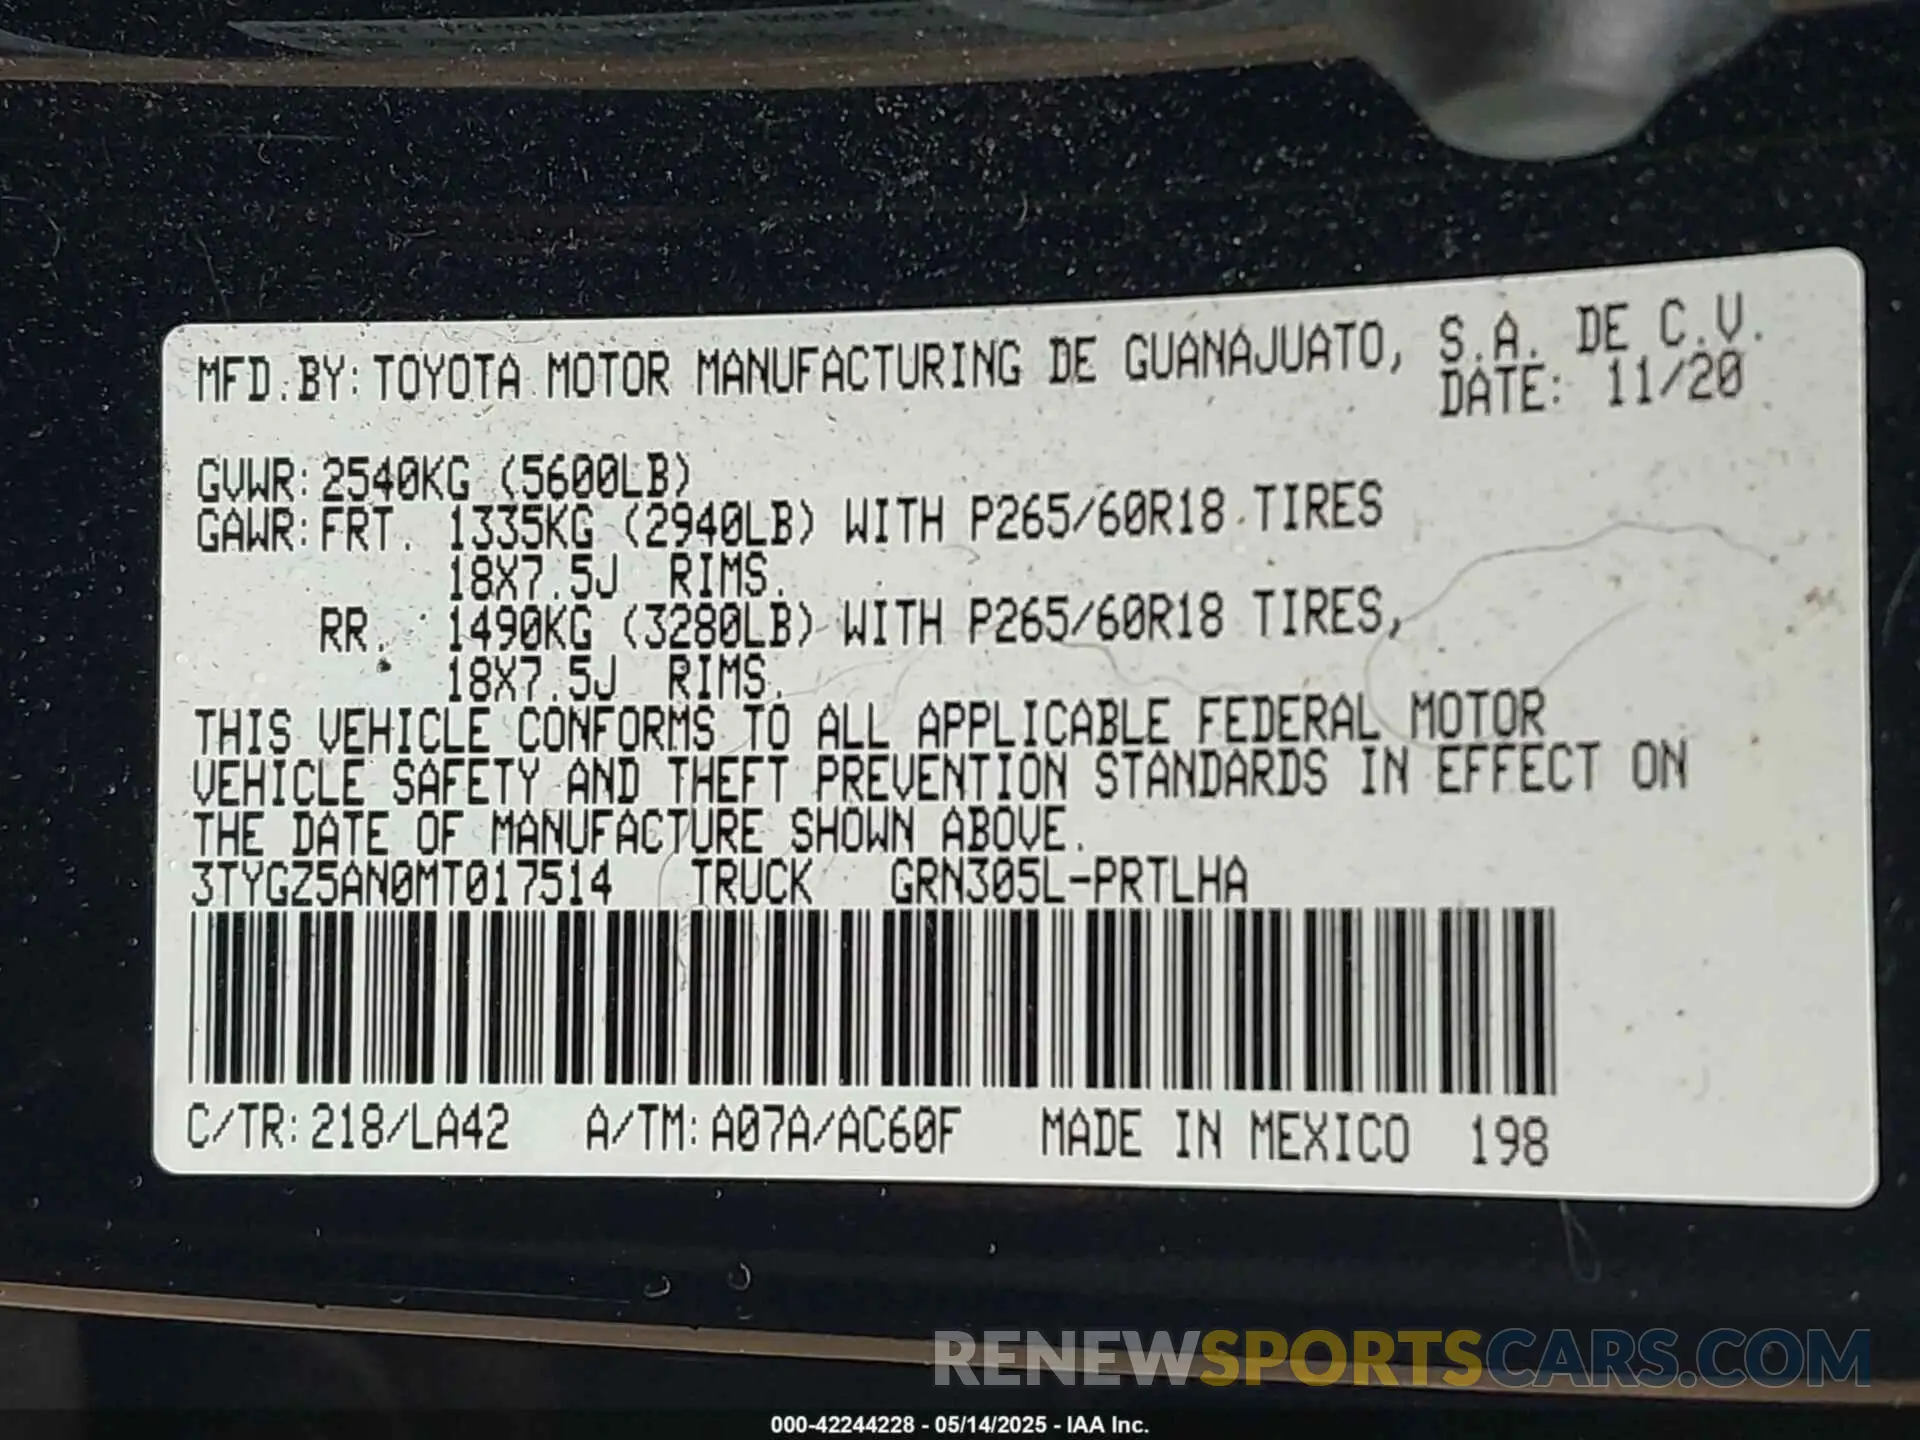 MFD.BY: TOYOTA MOTOR MANUFACTURING DE GUANAJUATO, S.A. DE C.V.
DATE: 11/20
GVWR: 2540KG (5600LB)
GAWR: FRT. 1335KG (2940LB) WITH P265/60R18 TIRES
18X7.5J RIMS.
RR. 1490KG (3280LB) WITH P265/60R18 TIRES,
18X7.5J RIMS.
THIS VEHICLE CONFORMS TO ALL APPLICABLE FEDERAL MOTOR
VEHICLE SAFETY AND THEFT PREVENTION STANDARDS IN EFFECT ON
THE DATE OF MANUFACTURE SHOWN ABOVE.
3TYGZ5AN0MT017514 TRUCK GRN305L-PRTLHA
C/TR: 218/LA42 A/TM: A07A/AC60F MADE IN MEXICO 198
RENEWSPORTSCARS.COM
000-42244228 - 05/14/2025 - IAA Inc.